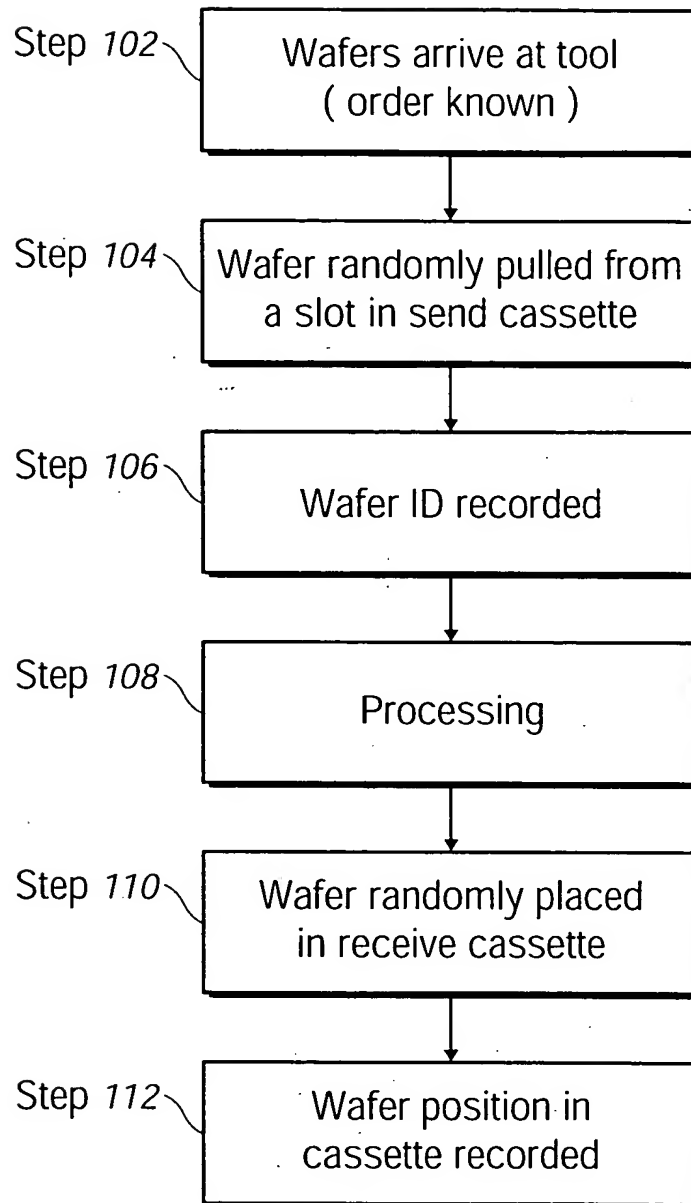 Step 102
Wafers arrive at tool
( order known )
Step 104
Wafer randomly pulled from
a slot in send cassette
Step 106
Wafer ID recorded
Step 108
Processing
Step 110
Wafer randomly placed
in receive cassette
Step 112
Wafer position in
cassette recorded